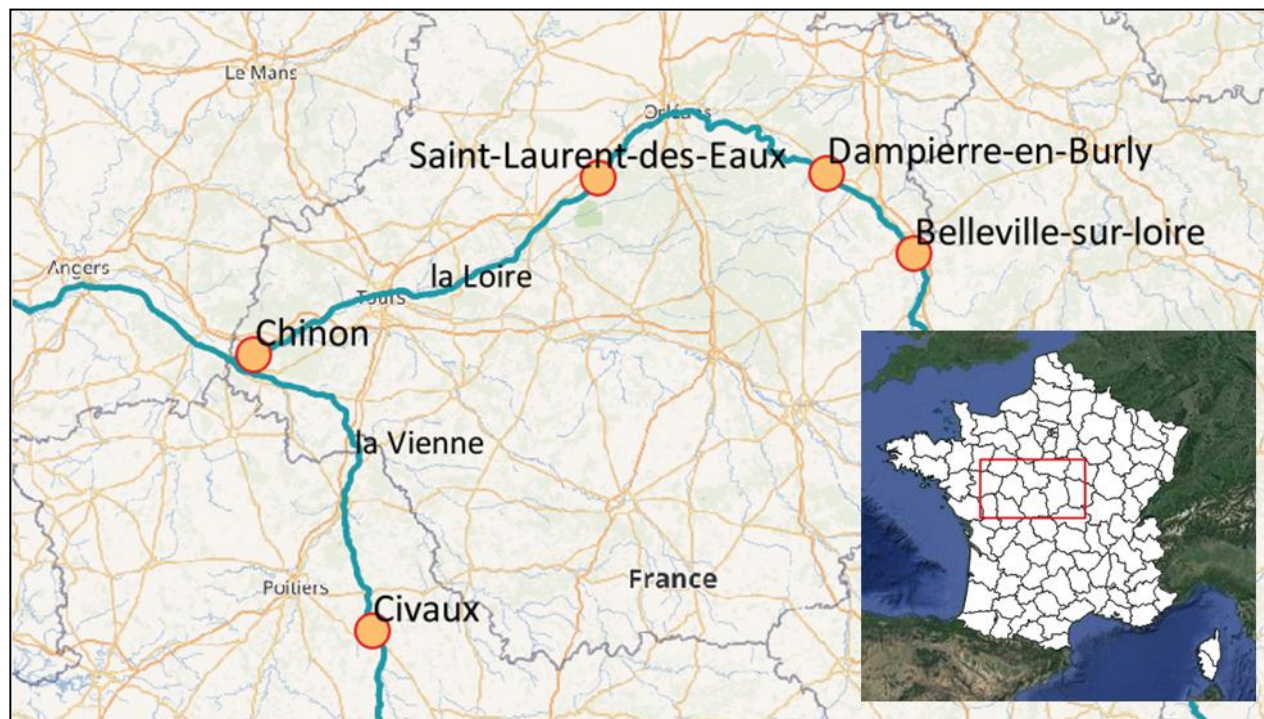 Le Mans
Orléans
Saint-Laurent-des-Eaux
Dampierre-en-Burly
Belleville-sur-loire
Angers
la Loire
Tours
Chinon
la Vienne
France
Poitiers
Civaux